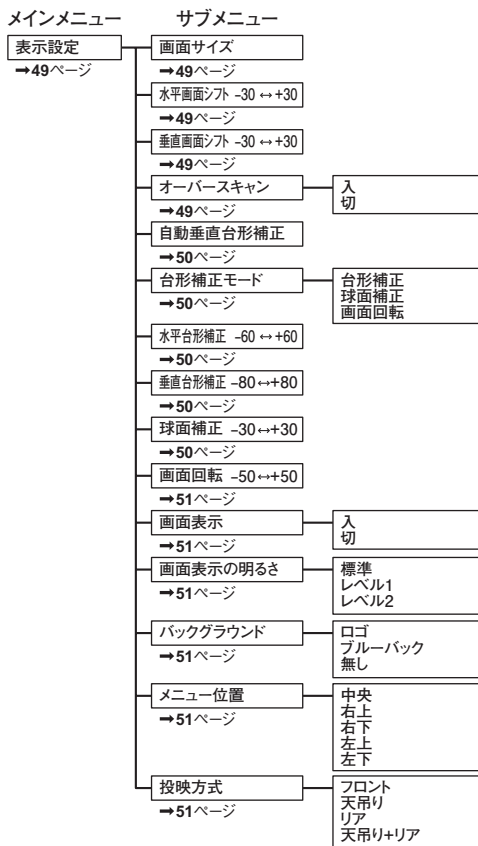 メインメニュー サブメニュー
表示設定
➞49ページ
画面サイズ
➞49ページ
水平画面シフト -30 ↔ +30
➞49ページ
垂直画面シフト -30 ↔ +30
➞49ページ
オーバースキャン
入
切
➞49ページ
自動垂直台形補正
➞50ページ
台形補正モード
台形補正
球面補正
画面回転
➞50ページ
水平台形補正 -60 ↔ +60
➞50ページ
垂直台形補正 -80↔+80
➞50ページ
球面補正 -30↔+30
➞50ページ
画面回転 -50↔+50
➞51ページ
画面表示
入
切
➞51ページ
画面表示の明るさ
標準
レベル1
レベル2
➞51ページ
バックグラウンド
ロゴ
ブルーバック
無し
➞51ページ
メニュー位置
中央
右上
右下
左上
左下
➞51ページ
投映方式
フロント
天吊り
リア
天吊り+リア
➞51ページ